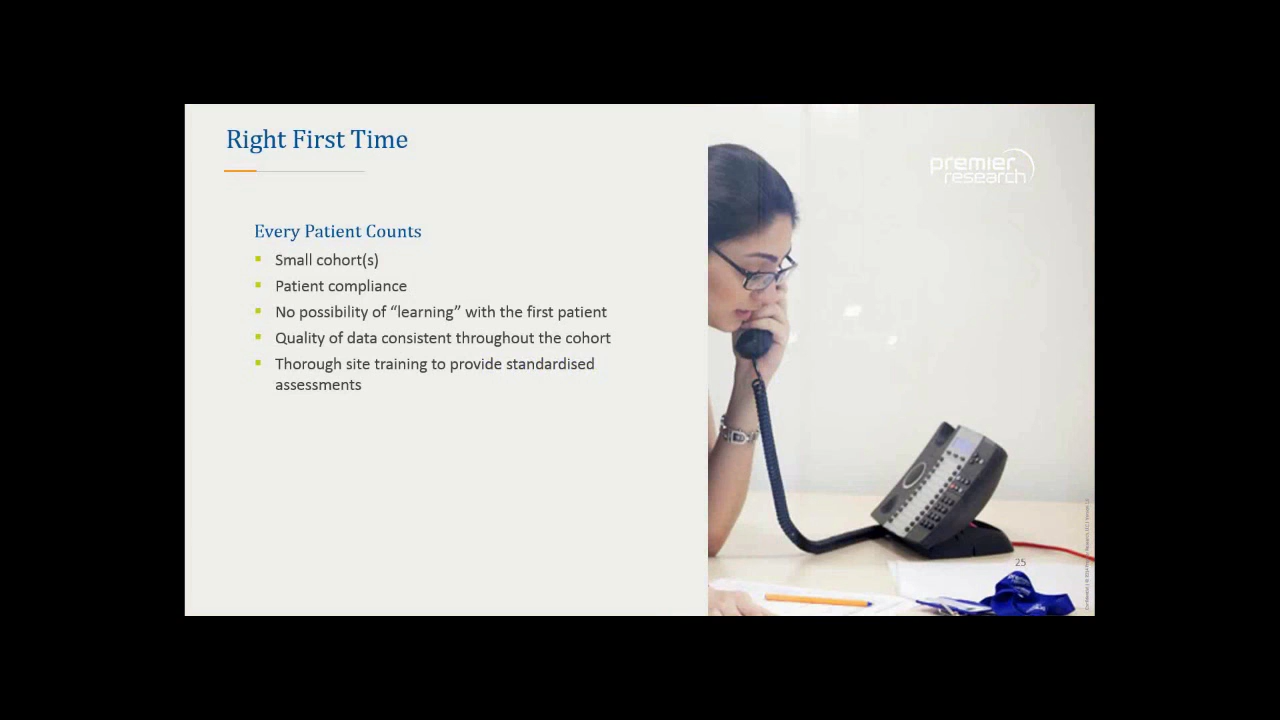 Right First Time
premier
research
Every Patient Counts
Small cohort(s)
Patient compliance
No possibility of “learning” with the first patient
Quality of data consistent throughout the cohort
Thorough site training to provide standardised
assessments
25